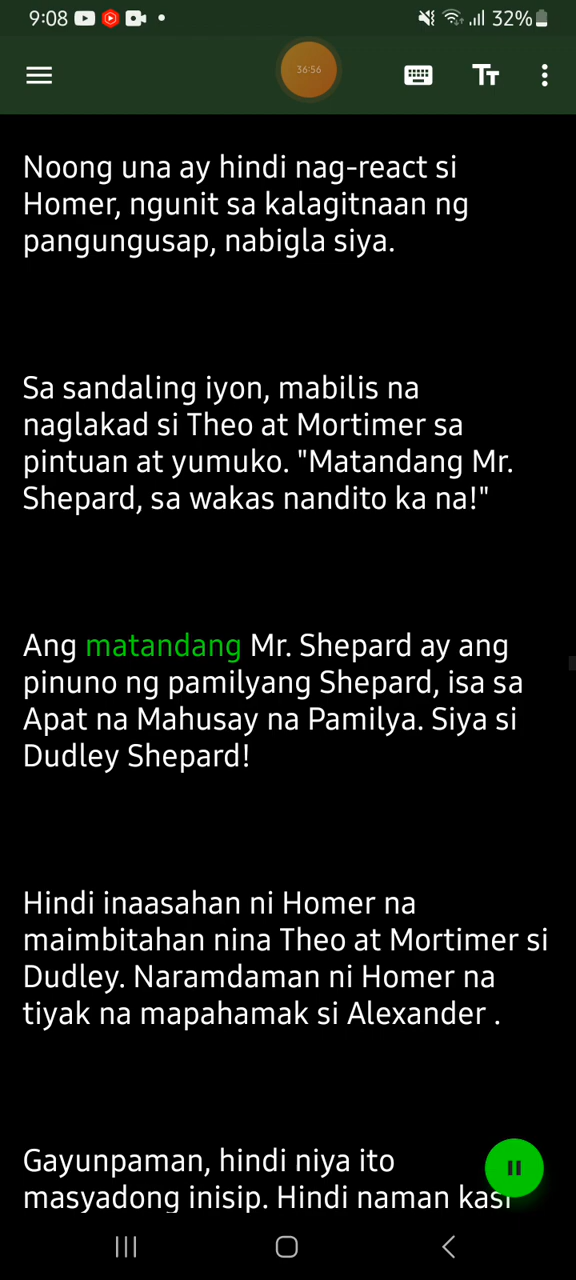 9:08
32%
36:56
Tт
Noong una ay hindi nag-react si
Homer, ngunit sa kalagitnaan ng
pangungusap, nabigla siya.
Sa sandaling iyon, mabilis na
naglakad si Theo at Mortimer sa
pintuan at yumuko. "Matandang Mr.
Shepard, sa wakas nandito ka na!"
Ang matandang Mr. Shepard ay ang
pinuno ng pamilyang Shepard, isa sa
Apat na Mahusay na Pamilya. Siya si
Dudley Shepard!
Hindi inaasahan ni Homer na
maimbitahan nina Theo at Mortimer si
Dudley. Naramdaman ni Homer na
tiyak na mapahamak si Alexander .
Gayunpaman, hindi niya ito
masyadong inisip. Hindi naman kasi